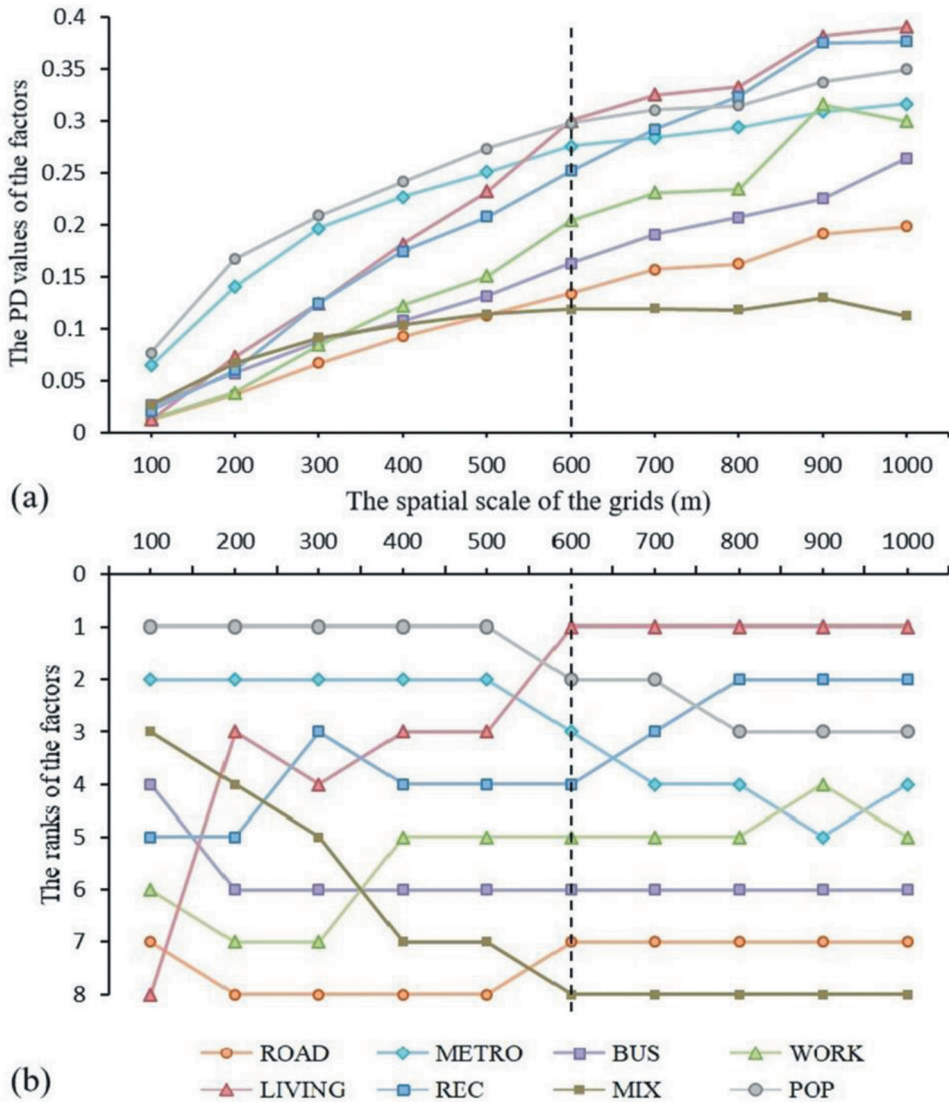 The PD values of the factors
0.4
0.35
0.3
0.25
0.2
0.15
0.1
0.05
0
100 200 300 400 500 600 700 800 900 1000
(a)
The spatial scale of the grids (m)
100 200 300 400 500 600 700 800 900 1000
The ranks of the factors
0
1
2
3
4
5
6
7
8
(b)
ROAD METRO BUS WORK
LIVING REC MIX POP